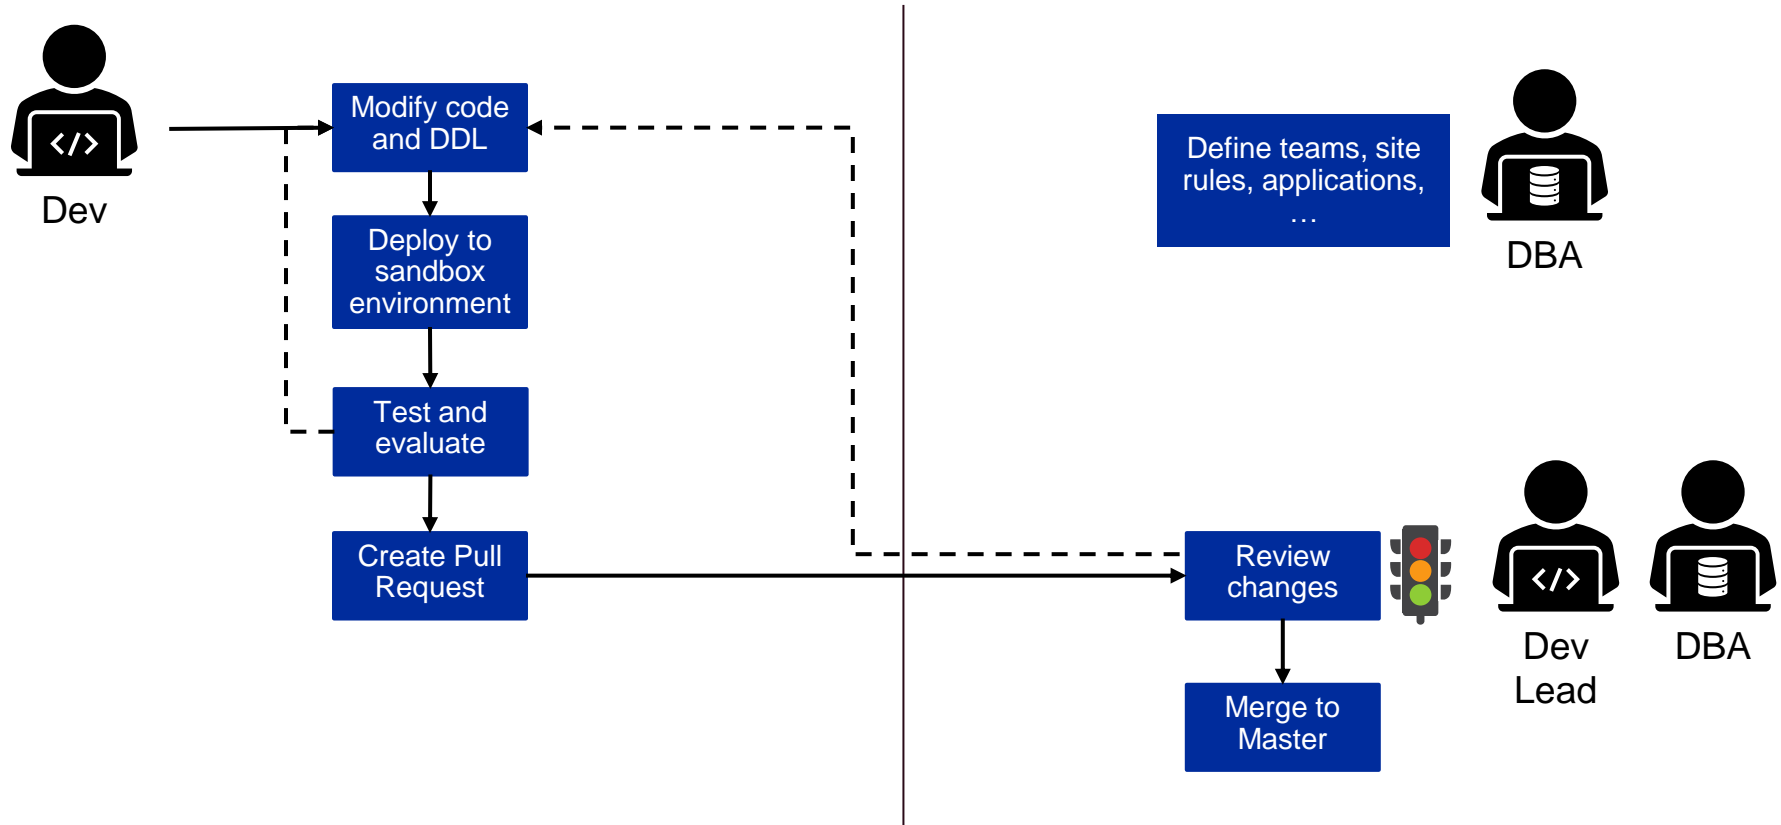 Dev
Modify code
and DDL
Deploy to
sandbox
environment
Test and
evaluate
Create Pull
Request
Define teams, site
rules, applications,
…
DBA
Review
changes
Merge to
Master
</>
Dev
Lead
DBA